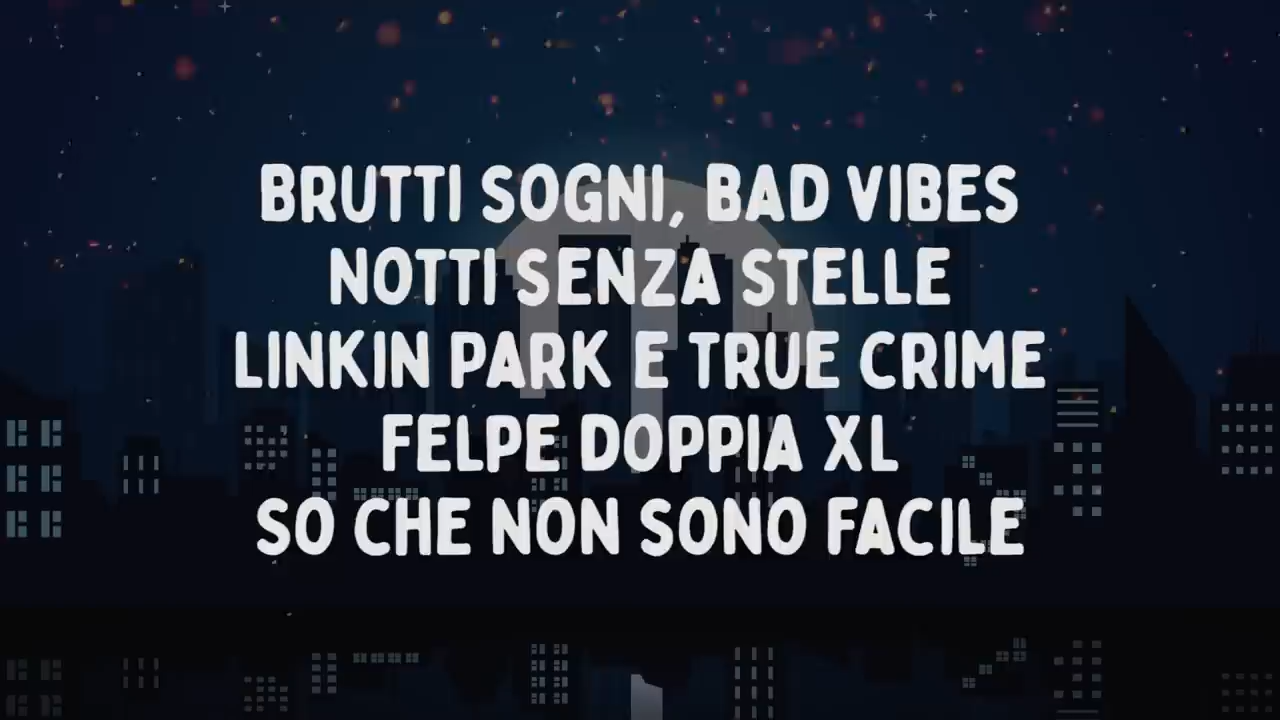 BRUTTI SOGNI, BAD VIBES
NOTTI SENZA STELLE
LINKIN PARK E TRUE CRIME
FELPE DOPPIA XL
SO CHE NON SONO FACILE